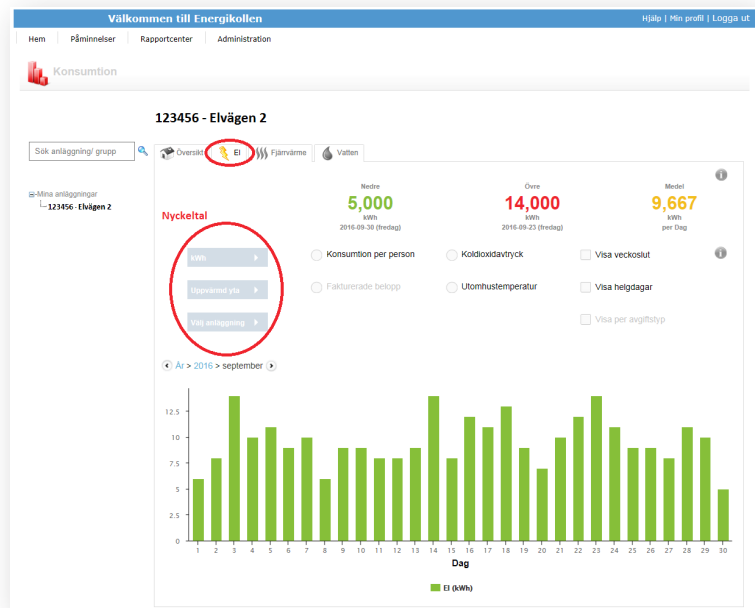 Välkommen till Energikollen
Hjälp | Min profil | Logga ut
Hem Påminnelser Rapportcenter Administration
Konsumtion
123456 - Elvägen 2
Sök anläggning/ grupp
Översikt El Fjärrvärme Vatten
Mina anläggningar
123456 - Elvägen 2
Nyckeltal
Nedre Övre Medel
5,000 14,000 9,667
kWh kWh kWh
2016-09-30 (fredag) 2016-09-23 (fredag) per Dag
kWh Konsumtion per person Koldioxidavtryck Visa veckoslut
Uppvärmd yta Fakturerade belopp Utomhustemperatur Visa helgdagar
Välj anläggning Visa per avgiftstyp
År > 2016 > september
12.5
10
7.5
5
2.5
0
1 2 3 4 5 6 7 8 9 10 11 12 13 14 15 16 17 18 19 20 21 22 23 24 25 26 27 28 29 30
Dag
El (kWh)